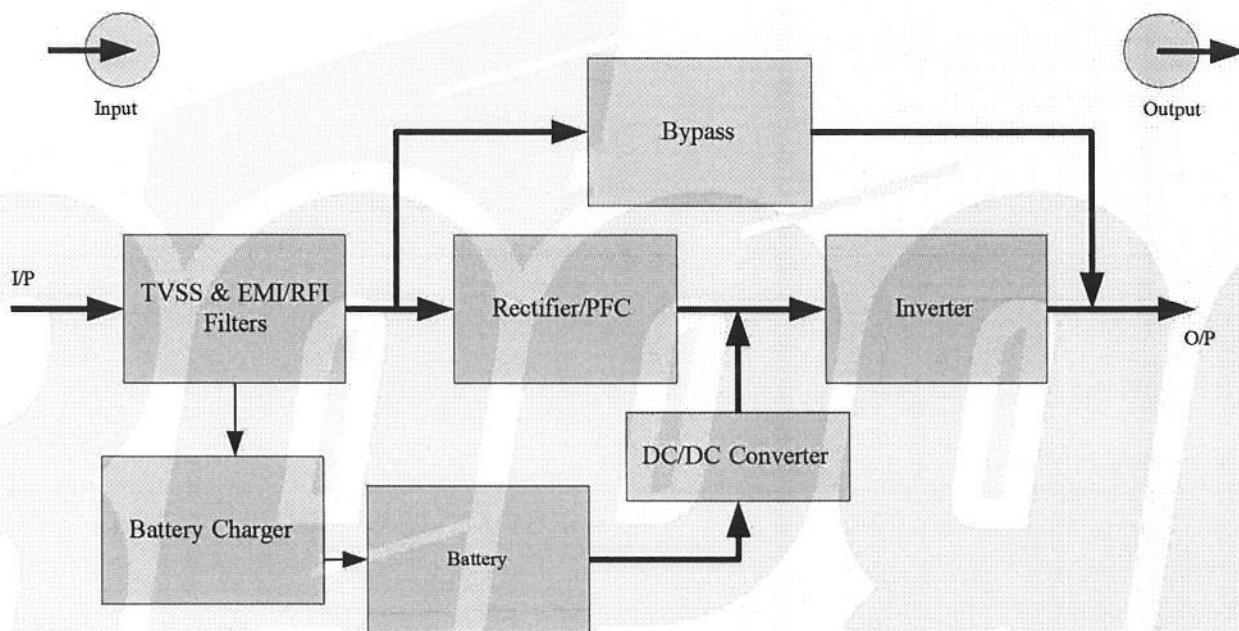 Input
Output
Bypass
I/P
TVSS & EMI/RFI
Filters
Rectifier/PFC
Inverter
O/P
DC/DC Converter
Battery Charger
Battery